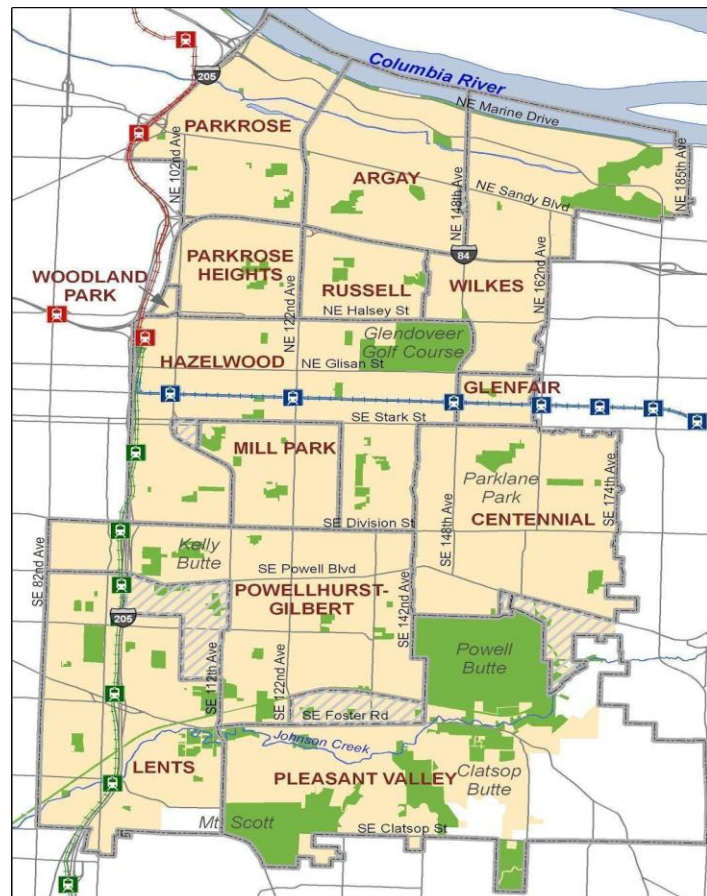 Columbia River
205
NE Marine Drive
PARKROSE
NE 102nd Ave
ARGAY
NE 148th Ave
NE Sandy Blvd
NE 185th Ave
PARKROSE
HEIGHTS
84
WOODLAND
PARK
RUSSELL
WILKES
NE 162nd Ave
NE 122nd Ave
NE Halsey St
Glendoveer
Golf Course
HAZELWOOD
NE Glisan St
GLENFAIR
SE Stark St
MILL PARK
Parklane
Park
SE 148th Ave
SE 174th Ave
CENTENNIAL
SE Division St
Kelly
Butte
SE 82nd Ave
SE Powell Blvd
POWELLHURST-
GILBERT
SE 142nd Ave
205
Powell
Butte
SE 112th Ave
SE 122nd Ave
SE Foster Rd
Johnson Creek
LENTS
PLEASANT VALLEY
Clatsop
Butte
Mt. Scott
SE Clatsop St